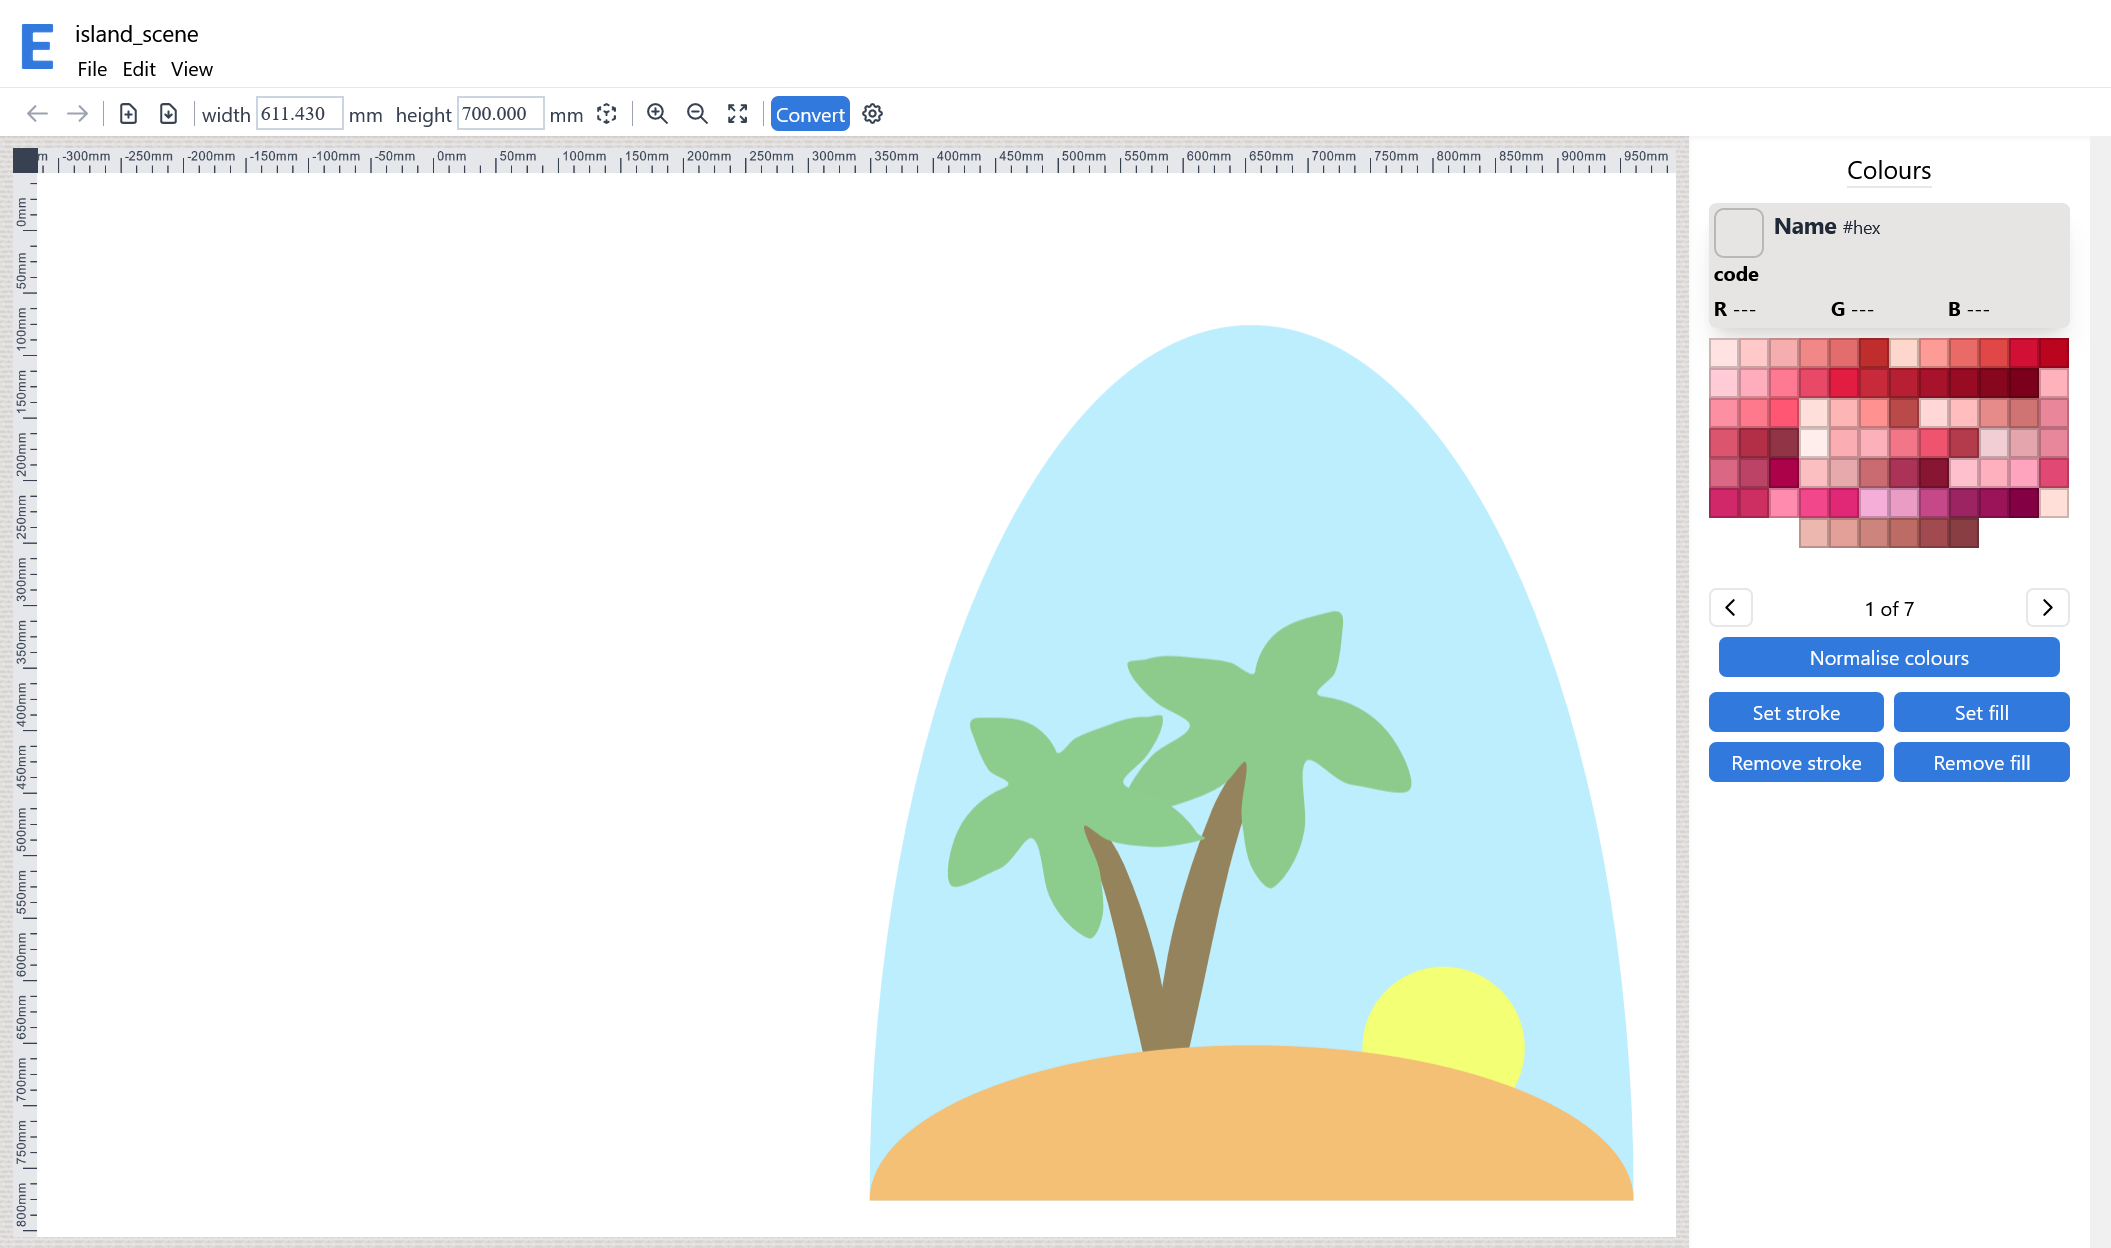 E
island_scene
File Edit View
width 611.430 mm height 700.000 mm Convert
m -300mm -250mm -200mm -150mm -100mm -50mm 0mm 50mm 100mm 150mm 200mm 250mm 300mm 350mm 400mm 450mm 500mm 550mm 600mm 650mm 700mm 750mm 800mm 850mm 900mm 950mm
0mm
50mm
100mm
150mm
200mm
250mm
300mm
350mm
400mm
450mm
500mm
550mm
600mm
650mm
700mm
750mm
800mm
Colours
Name #hex
code
R --- G --- B ---
1 of 7
Normalise colours
Set stroke Set fill
Remove stroke Remove fill